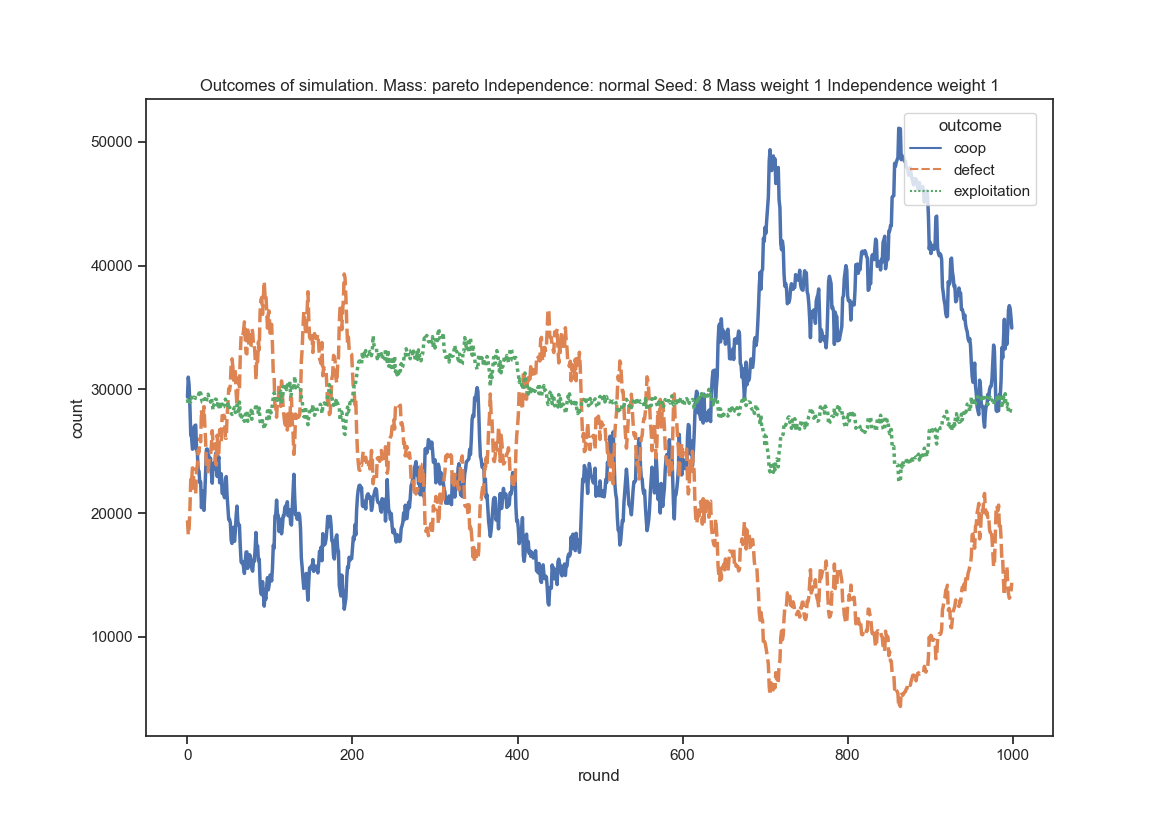 Outcomes of simulation. Mass: pareto Independence: normal Seed: 8 Mass weight 1 Independence weight 1
outcome
coop
defect
exploitation
count
50000
40000
30000
20000
10000
0
200
400
600
800
1000
round